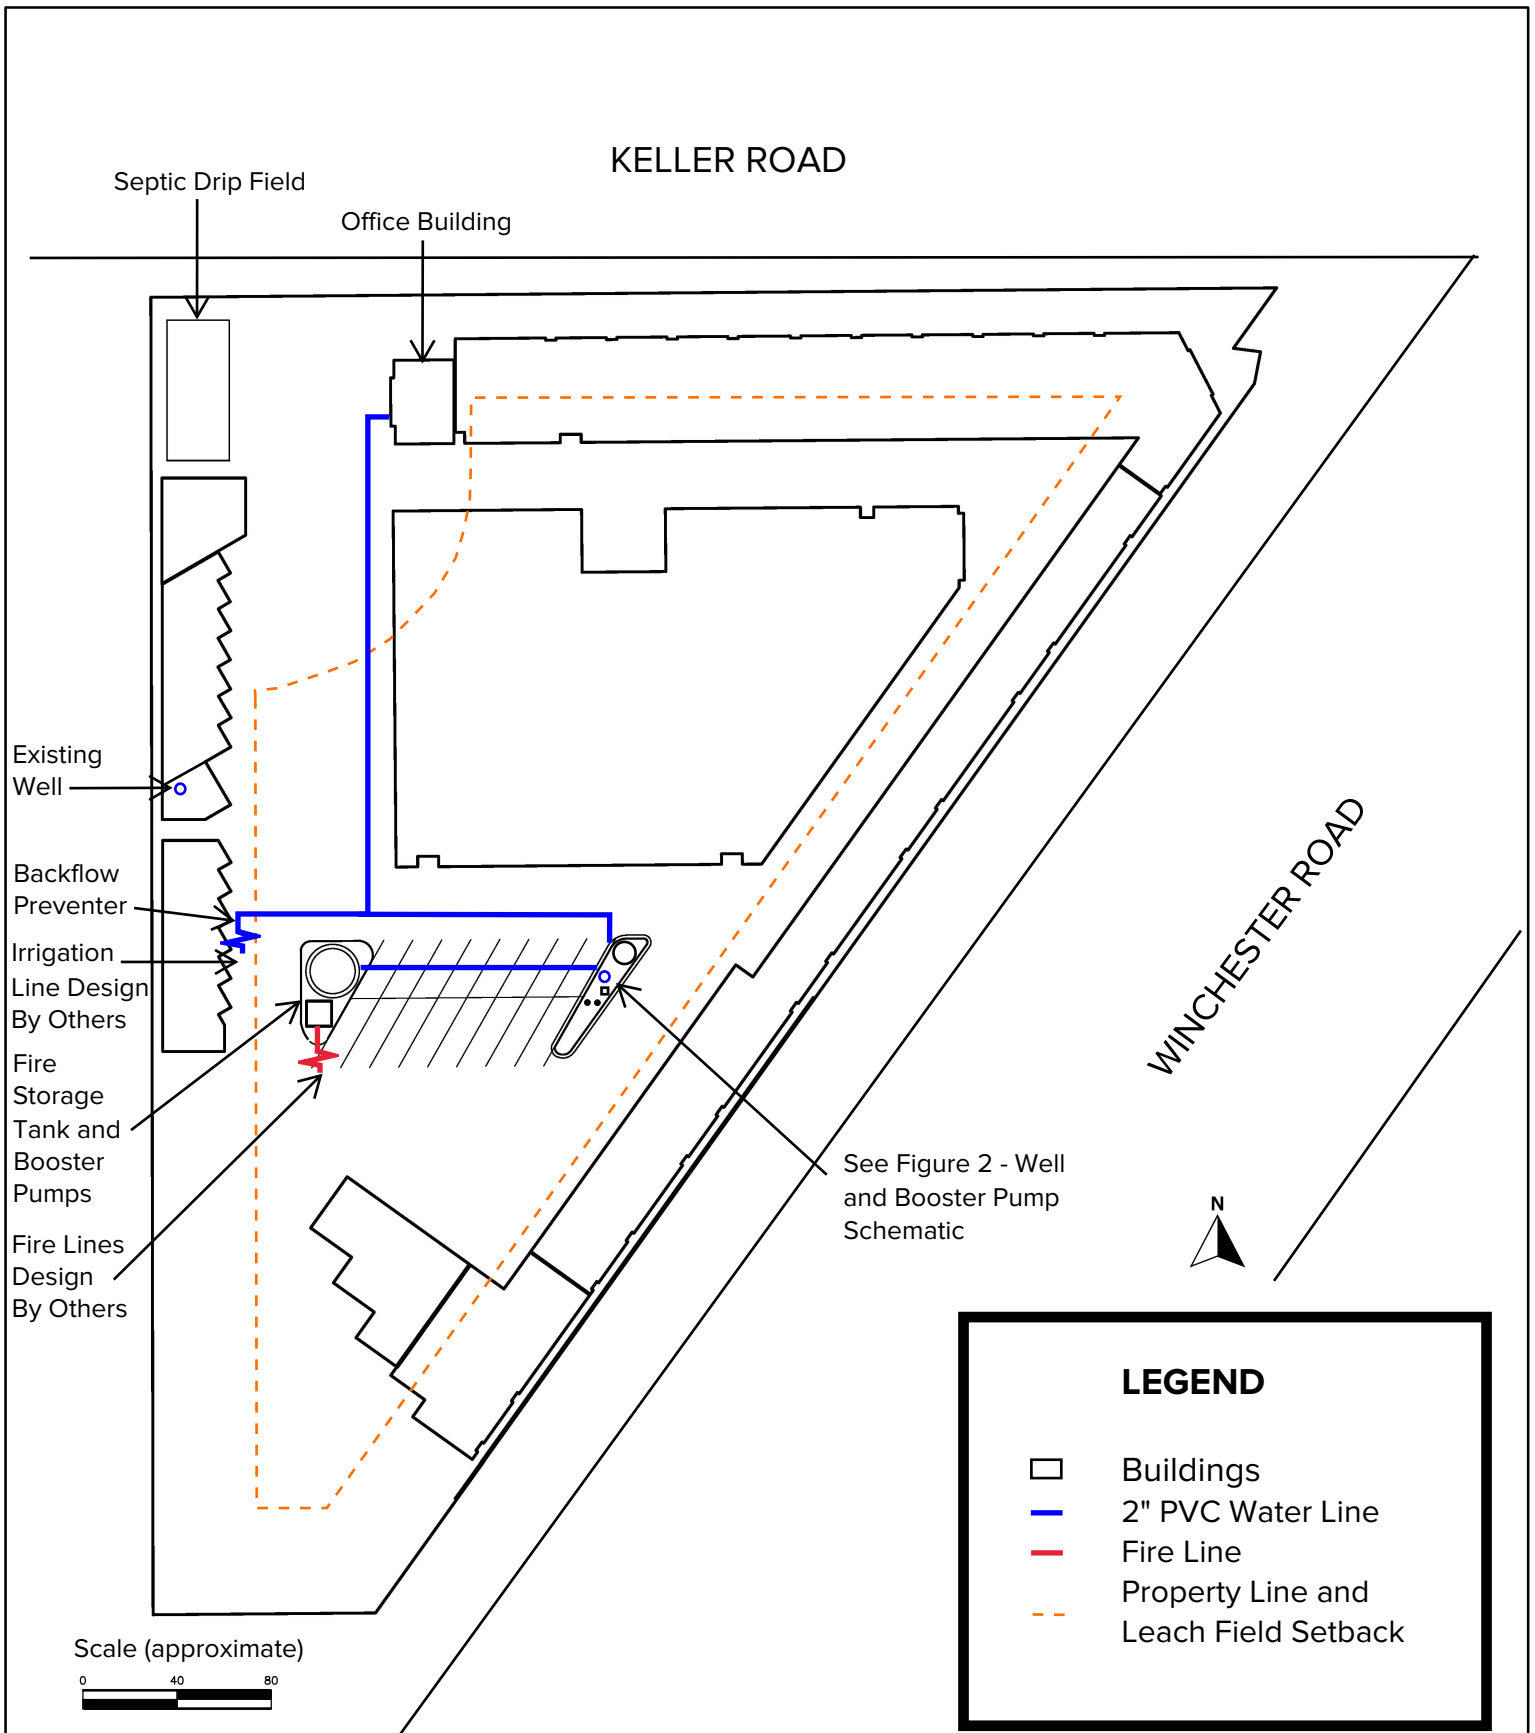 KELLER ROAD
Septic Drip Field
Office Building
Existing
Well
Backflow
Preventer
Irrigation
Line Design
By Others
Fire
Storage
Tank and
Booster
Pumps
Fire Lines
Design
By Others
WINCHESTER ROAD
See Figure 2 - Well
and Booster Pump
Schematic
N
LEGEND
Buildings
2" PVC Water Line
Fire Line
Property Line and
Leach Field Setback
Scale (approximate)
0 40 80